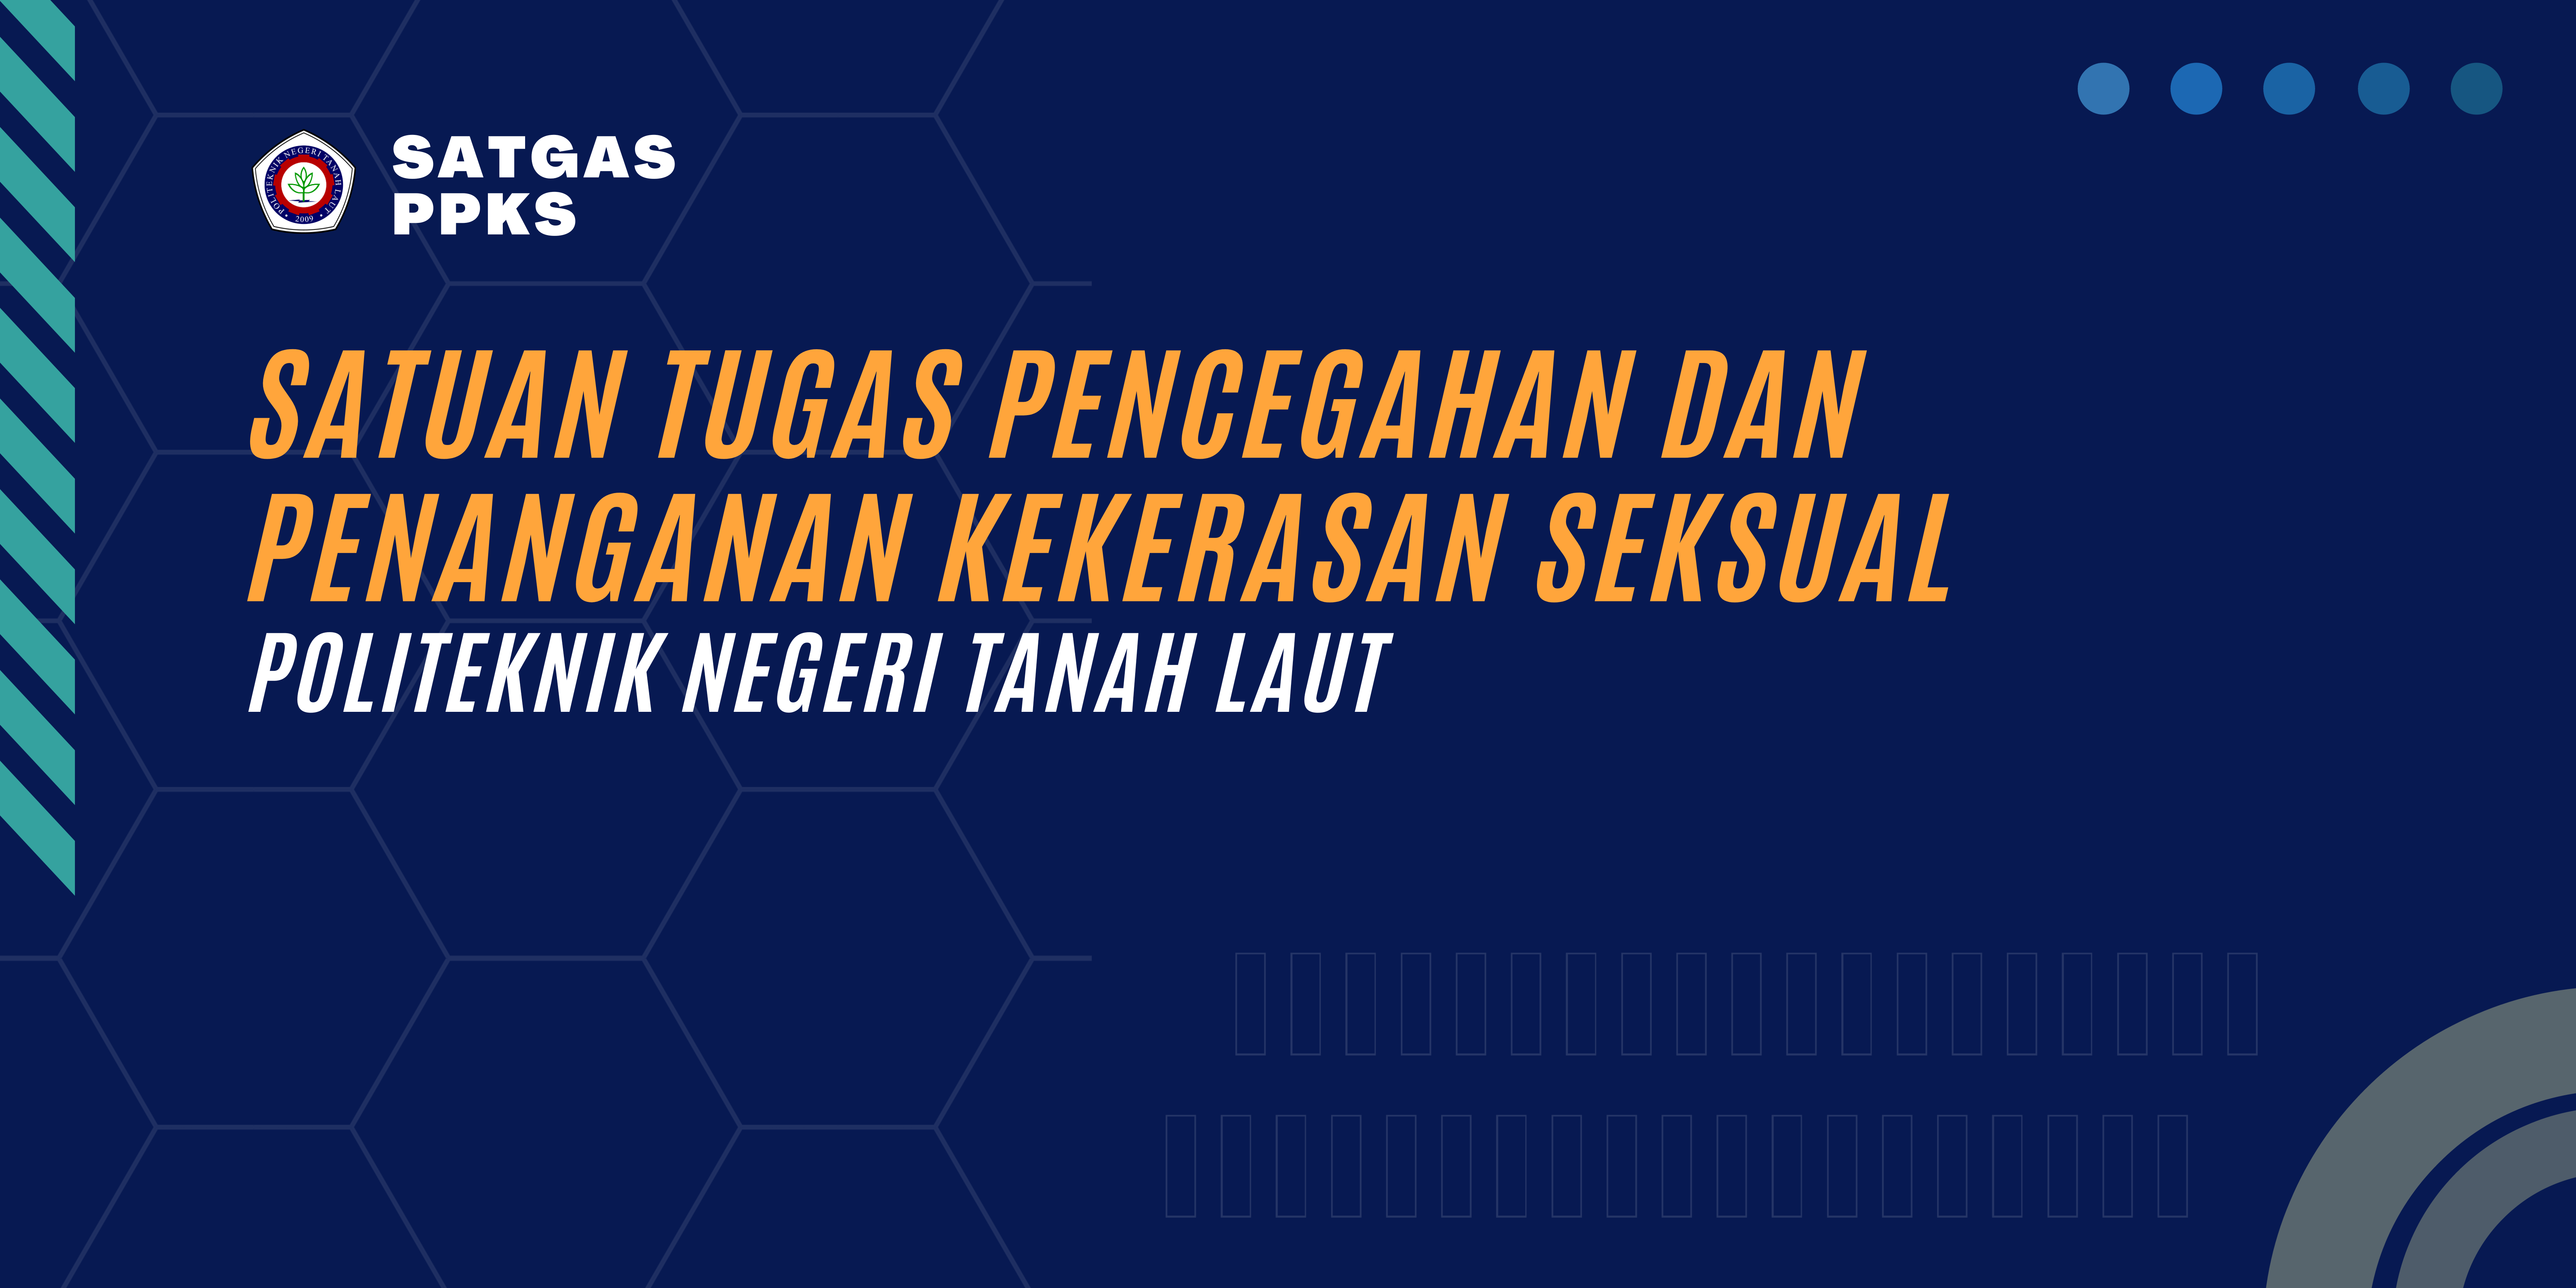 POLITEKNIK NEGERI TANAH LAUT
• 2009 •
SATGAS
PPKS
SATUAN TUGAS PENCEGAHAN DAN
PENANGANAN KEKERASAN SEKSUAL
POLITEKNIK NEGERI TANAH LAUT